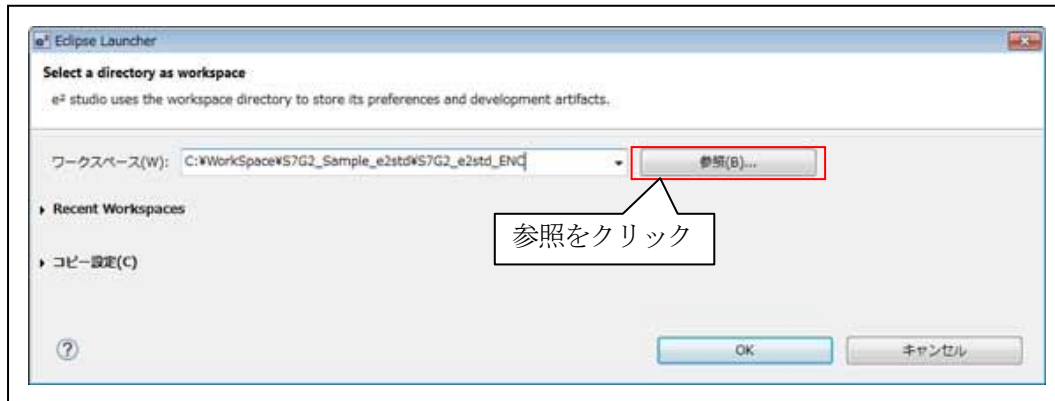 e² Eclipse Launcher
Select a directory as workspace
e² studio uses the workspace directory to store its preferences and development artifacts.
ワークスペース(W): C:¥WorkSpace¥S7G2_Sample_e2std¥S7G2_e2std_ENC 参照(B)...
Recent Workspaces
参照をクリック
コピー設定(C)
? OK キャンセル